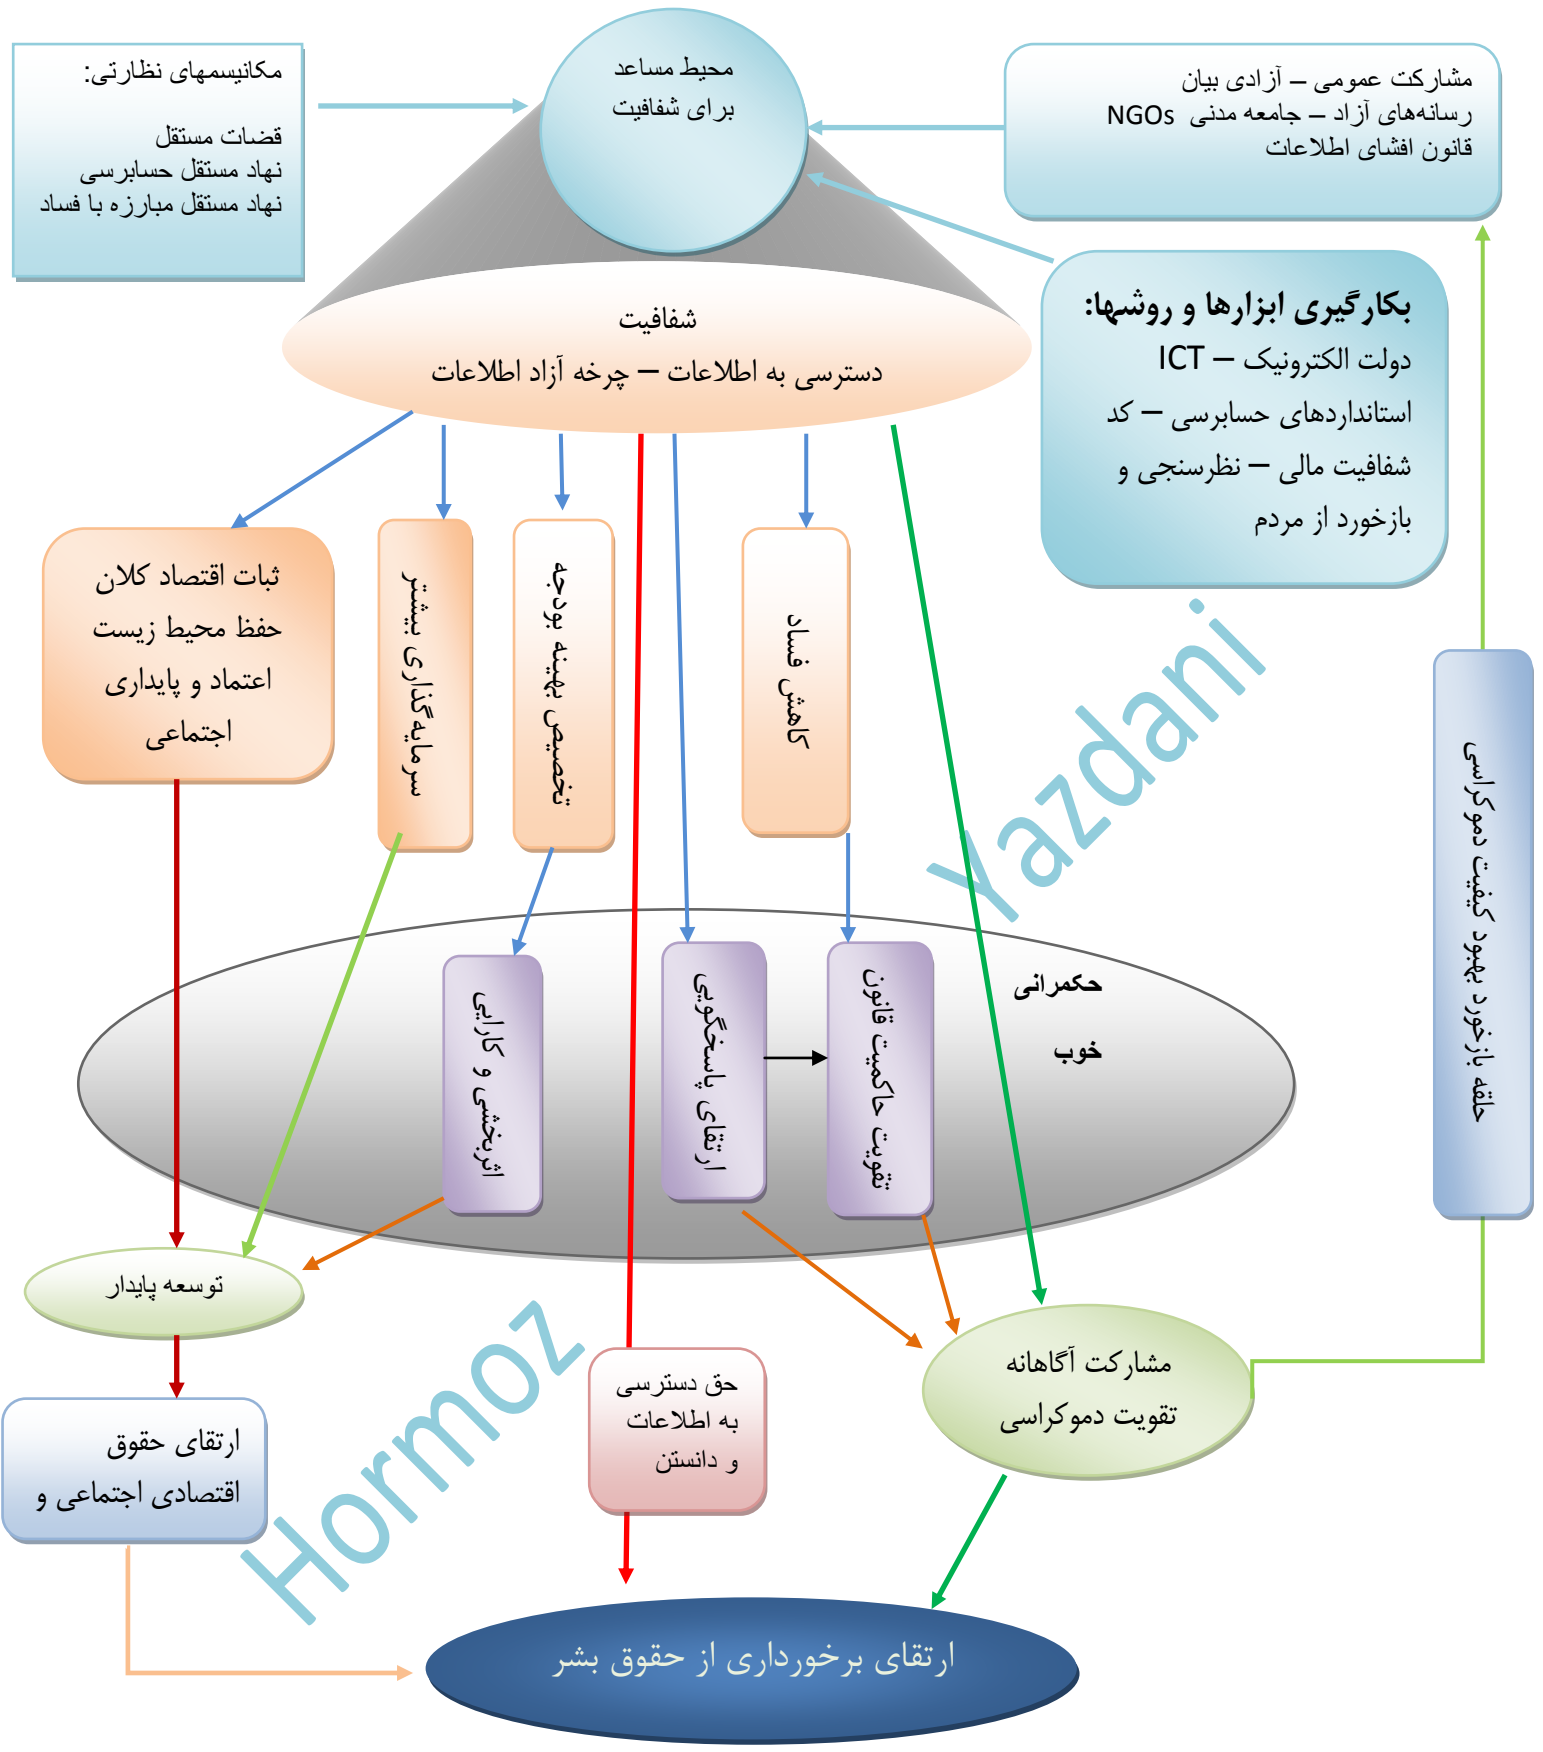 محیط مساعد
برای شفافیت
مکانیسمهای نظارتی:
قضات مستقل
نهاد مستقل حسابرسی
نهاد مستقل مبارزه با فساد
مشارکت عمومی – آزادی بیان
رسانه‌های آزاد – جامعه مدنی NGOs
قانون افشای اطلاعات
بکارگیری ابزارها و روشها:
دولت الکترونیک – ICT
استانداردهای حسابرسی – کد
شفافیت مالی – نظرسنجی و
بازخورد از مردم
شفافیت
دسترسی به اطلاعات – چرخه آزاد اطلاعات
کاهش فساد
تخصیص بهینه بودجه
سرمایه‌گذاری بیشتر
ثبات اقتصاد کلان
حفظ محیط زیست
اعتماد و پایداری
اجتماعی
حکمرانی
خوب
تقویت حاکمیت قانون
ارتقای پاسخگویی
اثربخشی و کارایی
حلقه بازخورد بهبود کیفیت دموکراسی
توسعه پایدار
مشارکت آگاهانه
تقویت دموکراسی
حق دسترسی
به اطلاعات
و دانستن
ارتقای حقوق
اقتصادی اجتماعی و
ارتقای برخورداری از حقوق بشر
Hormoz Yazdani